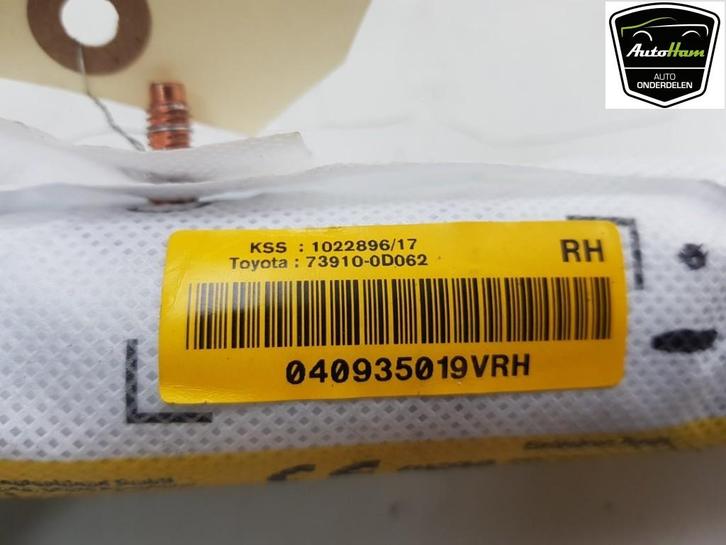 AutoHam
AUTO
ONDERDELEN
KSS : 1022896/17
Toyota : 73910-0D062
RH
040935019VRH